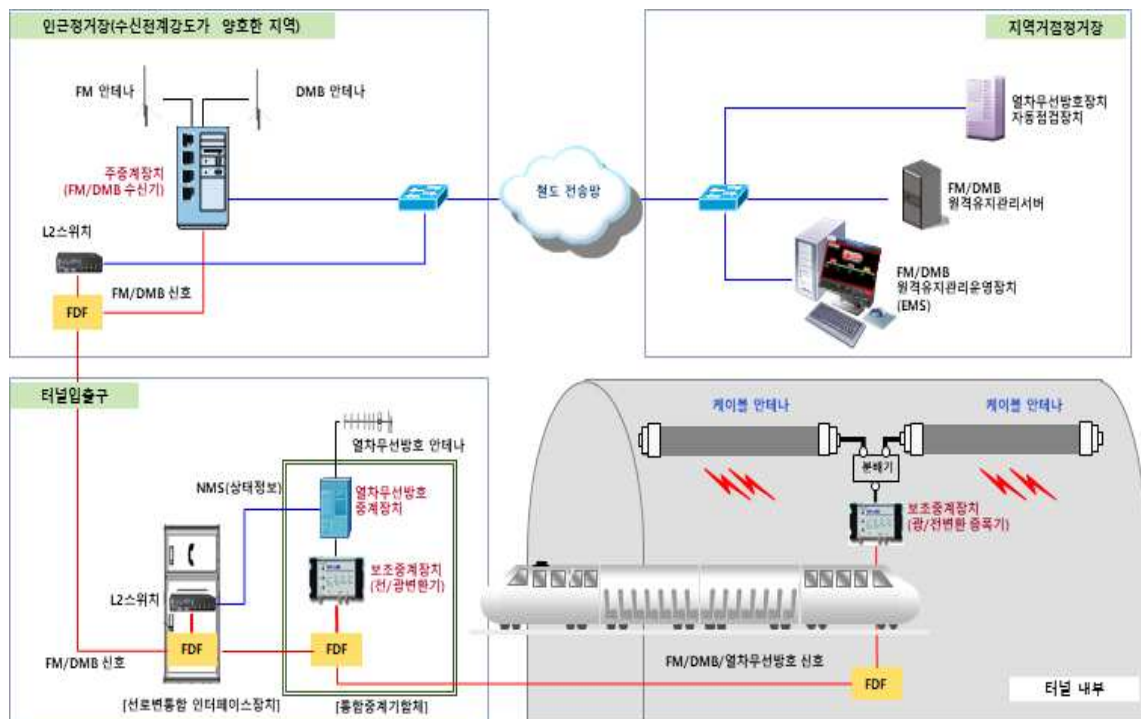 인근정거장(수신전계강도가 양호한 지역)
FM 안테나
DMB 안테나
주중계장치
(FM/DMB 수신기)
L2스위치
FM/DMB 신호
FDF
철도 전송망
지역거점정거장
열차무선방호장치
자동점검장치
FM/DMB
원격유지관리서버
FM/DMB
원격유지관리운영장치
(EMS)
터널입출구
열차무선방호 안테나
NMS(상태정보)
열차무선방호
중계장치
보조중계장치
(전/광변환기)
L2스위치
FDF
FDF
FM/DMB 신호
[선로변통합 인터페이스장치]
[통합중계기함체]
케이블 안테나
케이블 안테나
분배기
보조중계장치
(광/전변환 증폭기)
FM/DMB/열차무선방호 신호
FDF
터널 내부